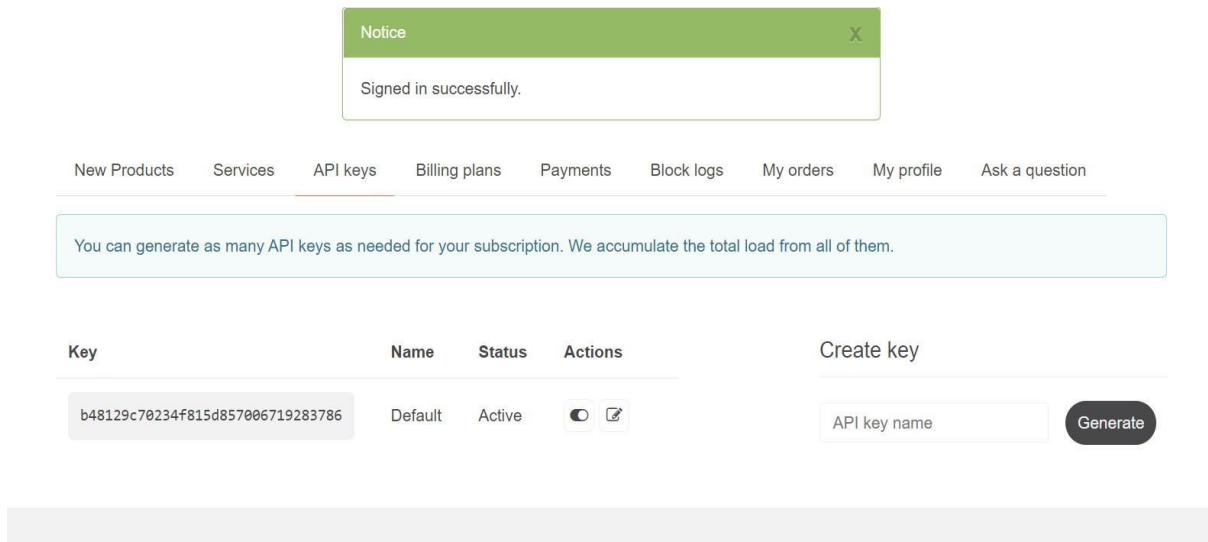 Notice X
Signed in successfully.
New Products Services API keys Billing plans Payments Block logs My orders My profile Ask a question
You can generate as many API keys as needed for your subscription. We accumulate the total load from all of them.
Key Name Status Actions Create key
b48129c70234f815d857006719283786 Default Active API key name Generate